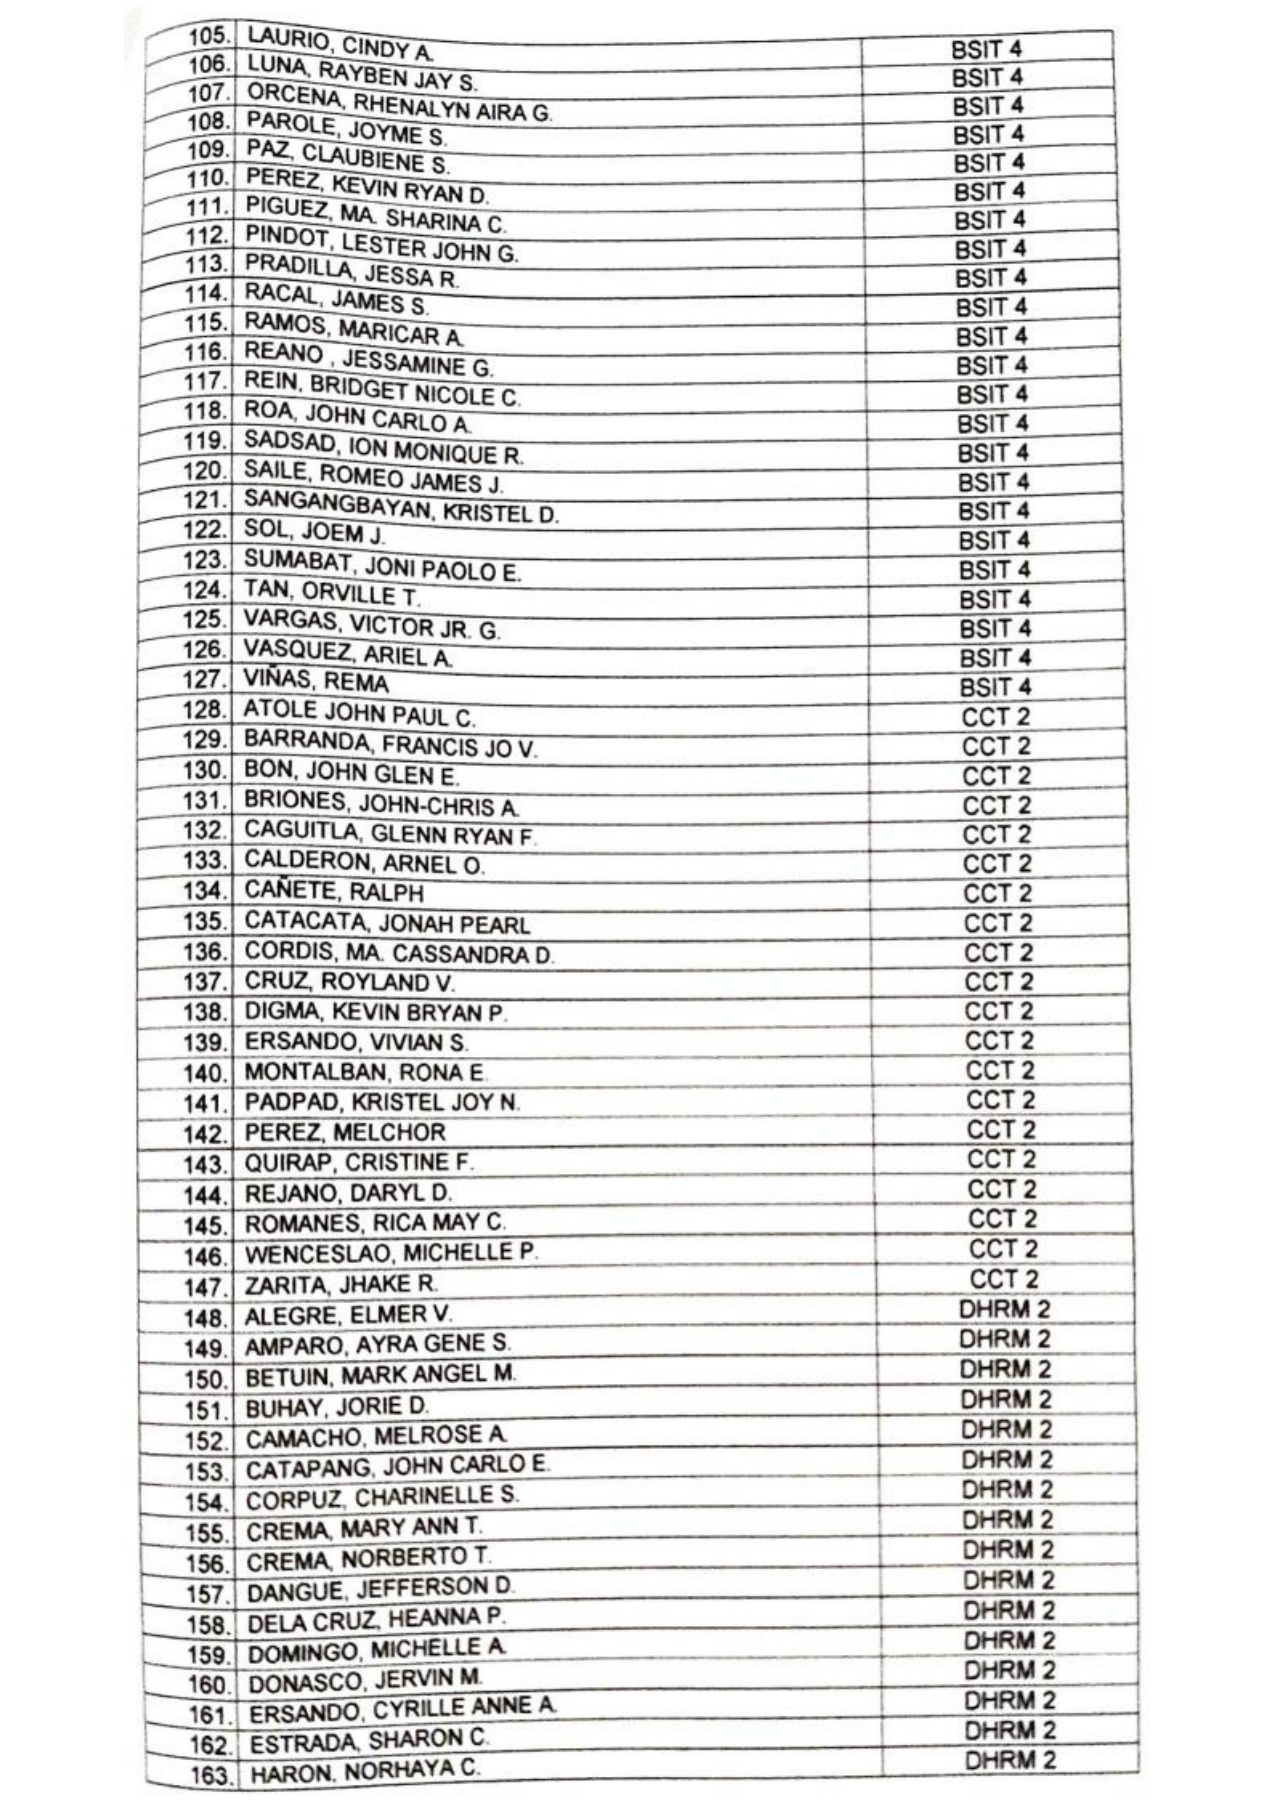 105. LAURIO, CINDY A. BSIT 4
106. LUNA, RAYBEN JAY S. BSIT 4
107. ORCENA, RHENALYN AIRA G. BSIT 4
108. PAROLE, JOYME S. BSIT 4
109. PAZ, CLAUBIENE S. BSIT 4
110. PEREZ, KEVIN RYAN D. BSIT 4
111. PIGUEZ, MA. SHARINA C. BSIT 4
112. PINDOT, LESTER JOHN G. BSIT 4
113. PRADILLA, JESSA R. BSIT 4
114. RACAL, JAMES S. BSIT 4
115. RAMOS, MARICAR A. BSIT 4
116. REANO , JESSAMINE G. BSIT 4
117. REIN, BRIDGET NICOLE C. BSIT 4
118. ROA, JOHN CARLO A. BSIT 4
119. SADSAD, ION MONIQUE R. BSIT 4
120. SAILE, ROMEO JAMES J. BSIT 4
121. SANGANGBAYAN, KRISTEL D. BSIT 4
122. SOL, JOEM J. BSIT 4
123. SUMABAT, JONI PAOLO E. BSIT 4
124. TAN, ORVILLE T. BSIT 4
125. VARGAS, VICTOR JR. G. BSIT 4
126. VASQUEZ, ARIEL A. BSIT 4
127. VIÑAS, REMA BSIT 4
128. ATOLE JOHN PAUL C. CCT 2
129. BARRANDA, FRANCIS JO V. CCT 2
130. BON, JOHN GLEN E. CCT 2
131. BRIONES, JOHN-CHRIS A. CCT 2
132. CAGUITLA, GLENN RYAN F. CCT 2
133. CALDERON, ARNEL O. CCT 2
134. CAÑETE, RALPH CCT 2
135. CATACATA, JONAH PEARL CCT 2
136. CORDIS, MA. CASSANDRA D. CCT 2
137. CRUZ, ROYLAND V. CCT 2
138. DIGMA, KEVIN BRYAN P. CCT 2
139. ERSANDO, VIVIAN S. CCT 2
140. MONTALBAN, RONA E. CCT 2
141. PADPAD, KRISTEL JOY N. CCT 2
142. PEREZ, MELCHOR CCT 2
143. QUIRAP, CRISTINE F. CCT 2
144. REJANO, DARYL D. CCT 2
145. ROMANES, RICA MAY C. CCT 2
146. WENCESLAO, MICHELLE P. CCT 2
147. ZARITA, JHAKE R. CCT 2
148. ALEGRE, ELMER V. DHRM 2
149. AMPARO, AYRA GENE S. DHRM 2
150. BETUIN, MARK ANGEL M. DHRM 2
151. BUHAY, JORIE D. DHRM 2
152. CAMACHO, MELROSE A. DHRM 2
153. CATAPANG, JOHN CARLO E. DHRM 2
154. CORPUZ, CHARINELLE S. DHRM 2
155. CREMA, MARY ANN T. DHRM 2
156. CREMA, NORBERTO T. DHRM 2
157. DANGUE, JEFFERSON D. DHRM 2
158. DELA CRUZ, HEANNA P. DHRM 2
159. DOMINGO, MICHELLE A. DHRM 2
160. DONASCO, JERVIN M. DHRM 2
161. ERSANDO, CYRILLE ANNE A. DHRM 2
162. ESTRADA, SHARON C. DHRM 2
163. HARON, NORHAYA C. DHRM 2